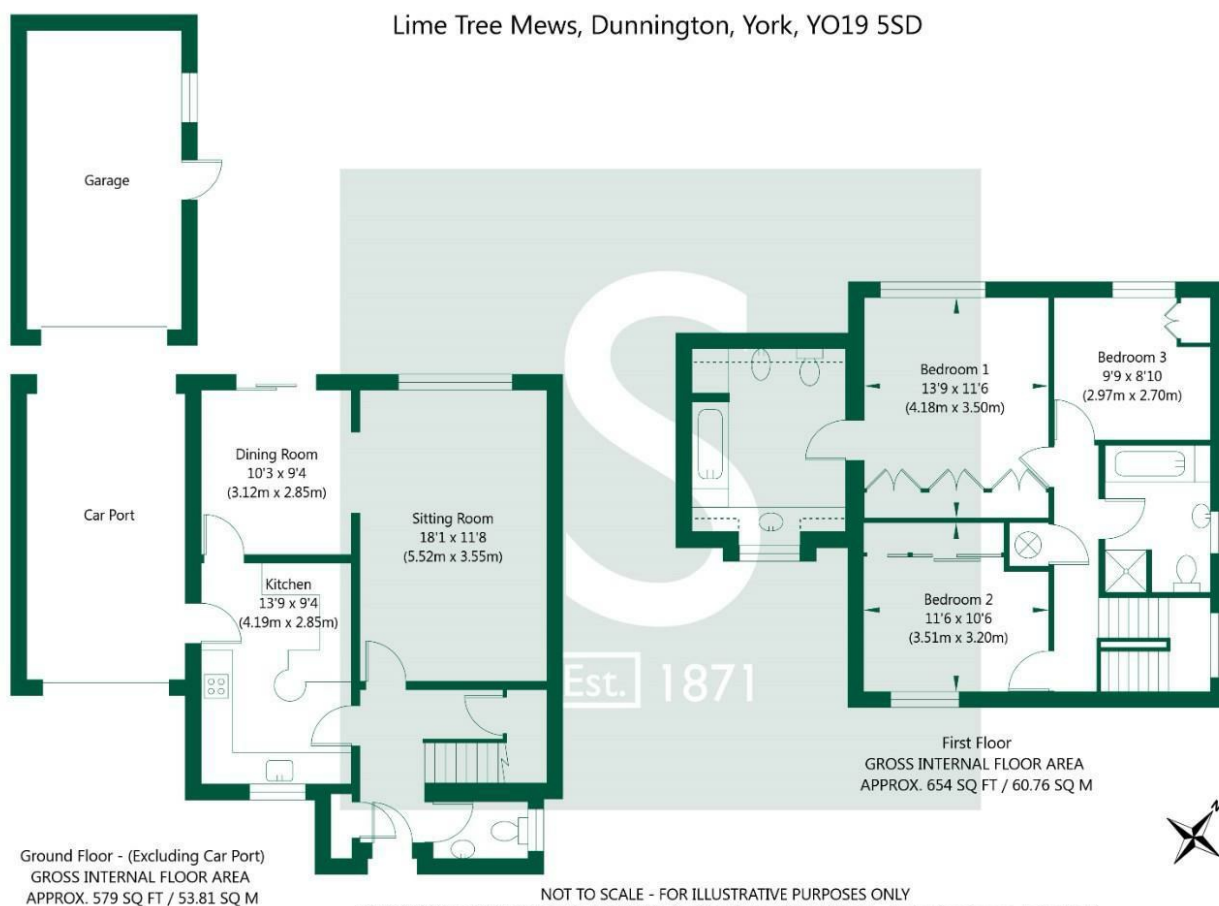 Lime Tree Mews, Dunnington, York, YO19 5SD
Garage
Car Port
Dining Room
10'3 x 9'4
(3.12m x 2.85m)
Sitting Room
18'1 x 11'8
(5.52m x 3.55m)
Kitchen
13'9 x 9'4
(4.19m x 2.85m)
Ground Floor - (Excluding Car Port)
GROSS INTERNAL FLOOR AREA
APPROX. 579 SQ FT / 53.81 SQ M
S
Est. 1871
Bedroom 1
13'9 x 11'6
(4.18m x 3.50m)
Bedroom 3
9'9 x 8'10
(2.97m x 2.70m)
Bedroom 2
11'6 x 10'6
(3.51m x 3.20m)
First Floor
GROSS INTERNAL FLOOR AREA
APPROX. 654 SQ FT / 60.76 SQ M
N
NOT TO SCALE - FOR ILLUSTRATIVE PURPOSES ONLY